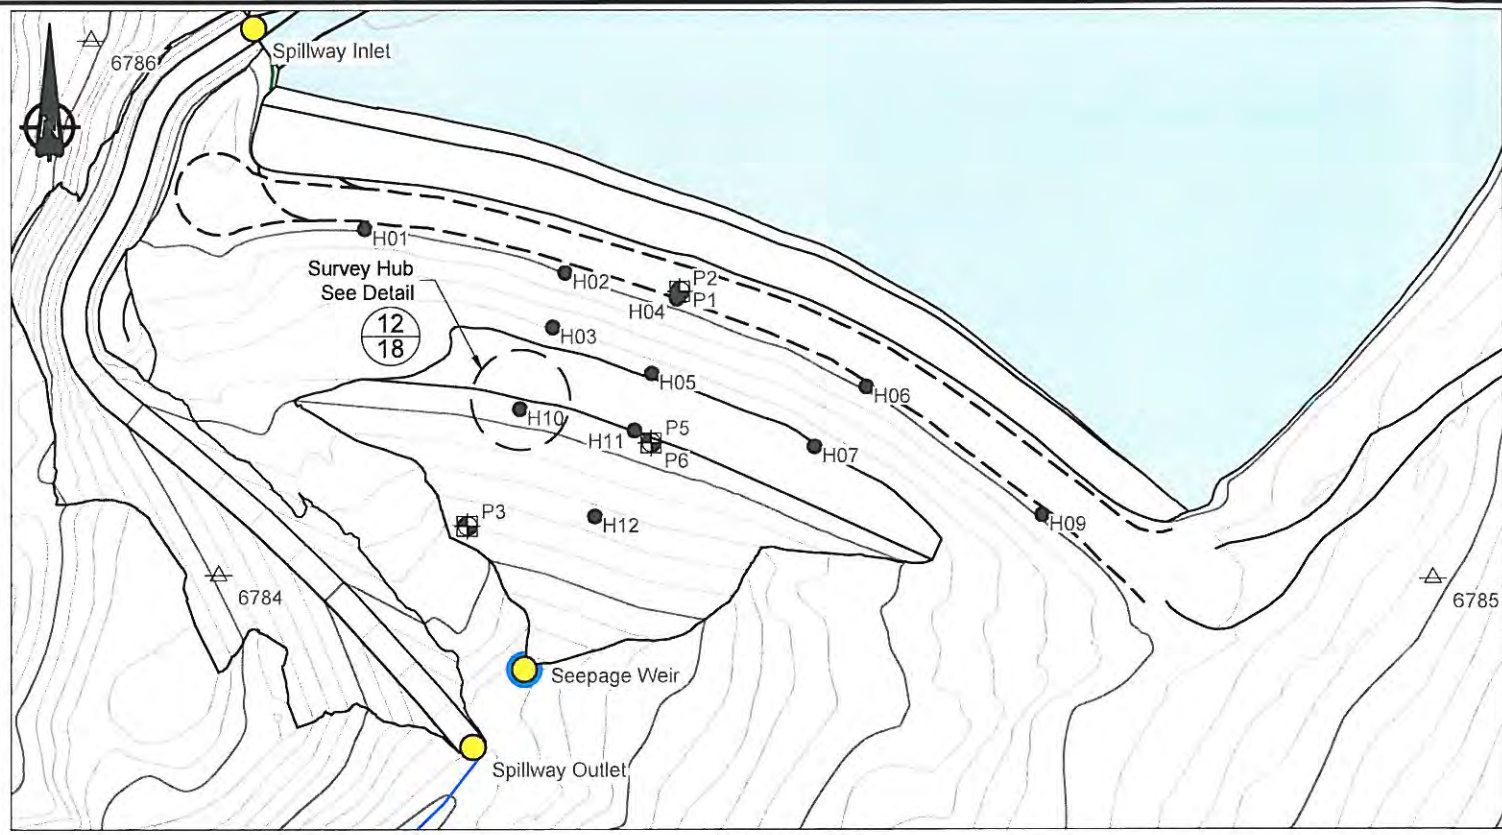 Spillway Inlet
6786
H01
Survey Hub
See Detail
12
18
H02
P2
P1
H04
H03
H05
H06
H10
H11
P5
P6
H07
P3
H12
H09
6784
6785
Seepage Weir
Spillway Outlet